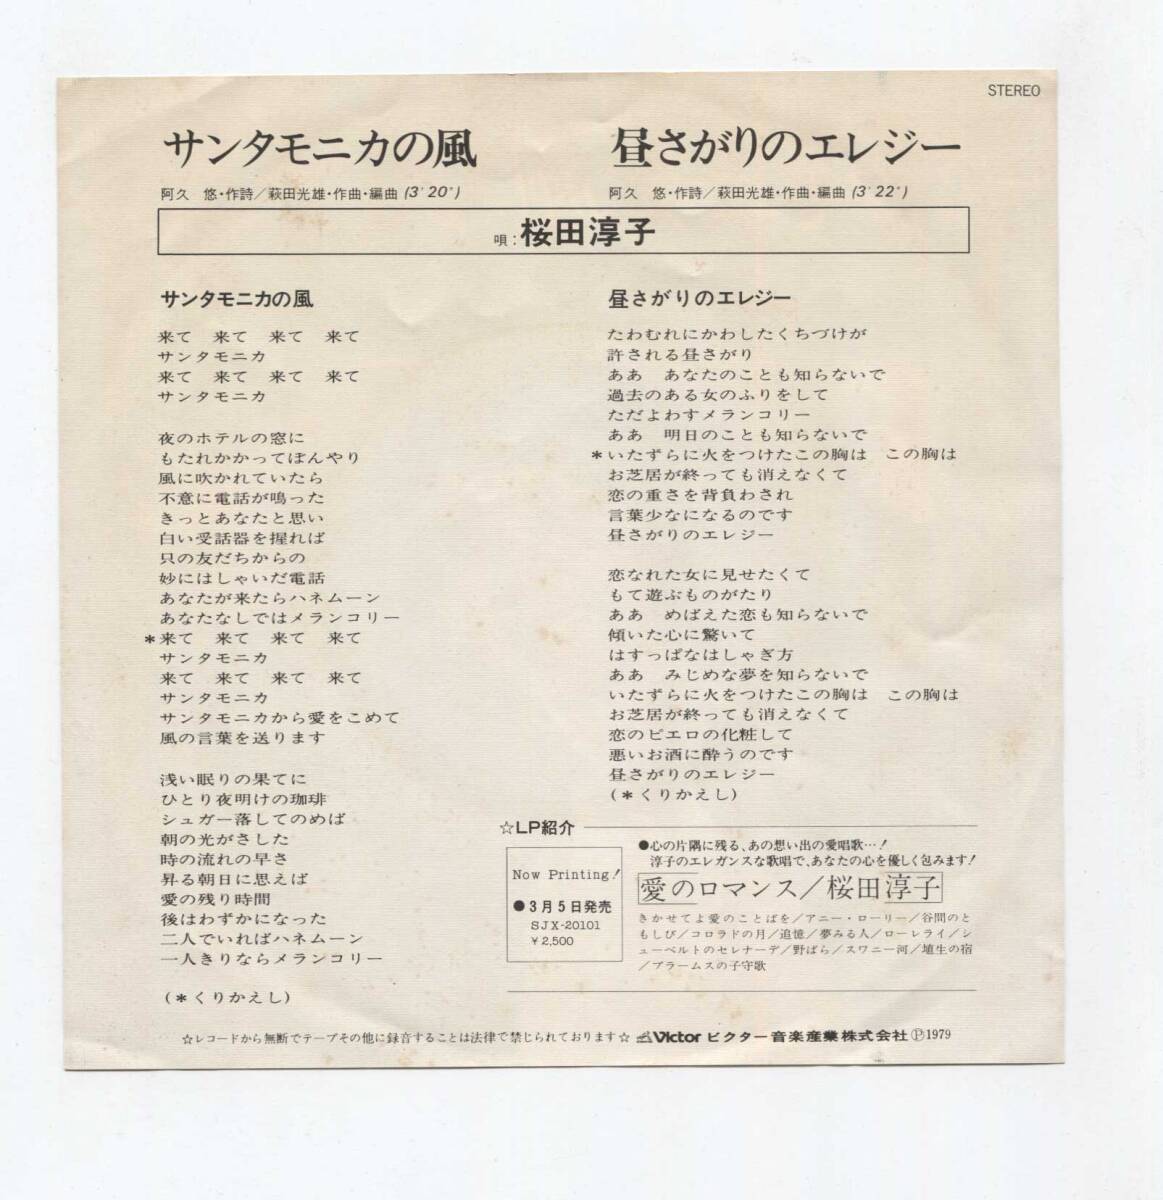 STEREO
サンタモニカの風
阿久 悠・作詩／萩田光雄・作曲・編曲 (3'20")
昼さがりのエレジー
阿久 悠・作詩／萩田光雄・作曲・編曲 (3'22")
唄：桜田淳子
サンタモニカの風
来て 来て 来て 来て
サンタモニカ
来て 来て 来て 来て
サンタモニカ
夜のホテルの窓に
もたれかかってぼんやり
風に吹かれていたら
不意に電話が鳴った
きっとあなたと思い
白い受話器を握れば
只の友だちからの
妙にはしゃいだ電話
あなたが来たらハネムーン
あなたなしではメランコリー
＊来て 来て 来て 来て
サンタモニカ
来て 来て 来て 来て
サンタモニカ
サンタモニカから愛をこめて
風の言葉を送ります
浅い眠りの果てに
ひとり夜明けの珈琲
シュガー落してのめば
朝の光がさした
時の流れの早さ
昇る朝日に思えば
愛の残り時間
後はわずかになった
二人でいればハネムーン
一人きりならメランコリー
(＊くりかえし)
昼さがりのエレジー
たわむれにかわしたくちづけが
許される昼さがり
ああ あなたのことも知らないで
過去のある女のふりをして
ただよわすメランコリー
ああ 明日のことも知らないで
＊いたずらに火をつけたこの胸は この胸は
お芝居が終っても消えなくて
恋の重さを背負わされ
言葉少なになるのです
昼さがりのエレジー
恋なれた女に見せたくて
もて遊ぶものがたり
ああ めばえた恋も知らないで
傾いた心に驚いて
はすっぱなはしゃぎ方
ああ みじめな夢を知らないで
いたずらに火をつけたこの胸は この胸は
お芝居が終っても消えなくて
恋のピエロの化粧して
悪いお酒に酔うのです
昼さがりのエレジー
(＊くりかえし)
☆LP紹介
Now Printing!
●3月5日発売
SJX-20101
￥2,500
●心の片隅に残る、あの想い出の愛唱歌…!
淳子のエレガンスな歌唱で、あなたの心を優しく包みます!
愛のロマンス／桜田淳子
きかせてよ愛のことばを／アニー・ローリー／谷間のと
もしび／コロラドの月／追憶／夢みる人／ローレライ／シ
ューベルトのセレナーデ／野ばら／スワニー河／埴生の宿
／ブラームスの子守歌
☆レコードから無断でテープその他に録音することは法律で禁じられております☆ Victor ビクター音楽産業株式会社 Ⓟ1979